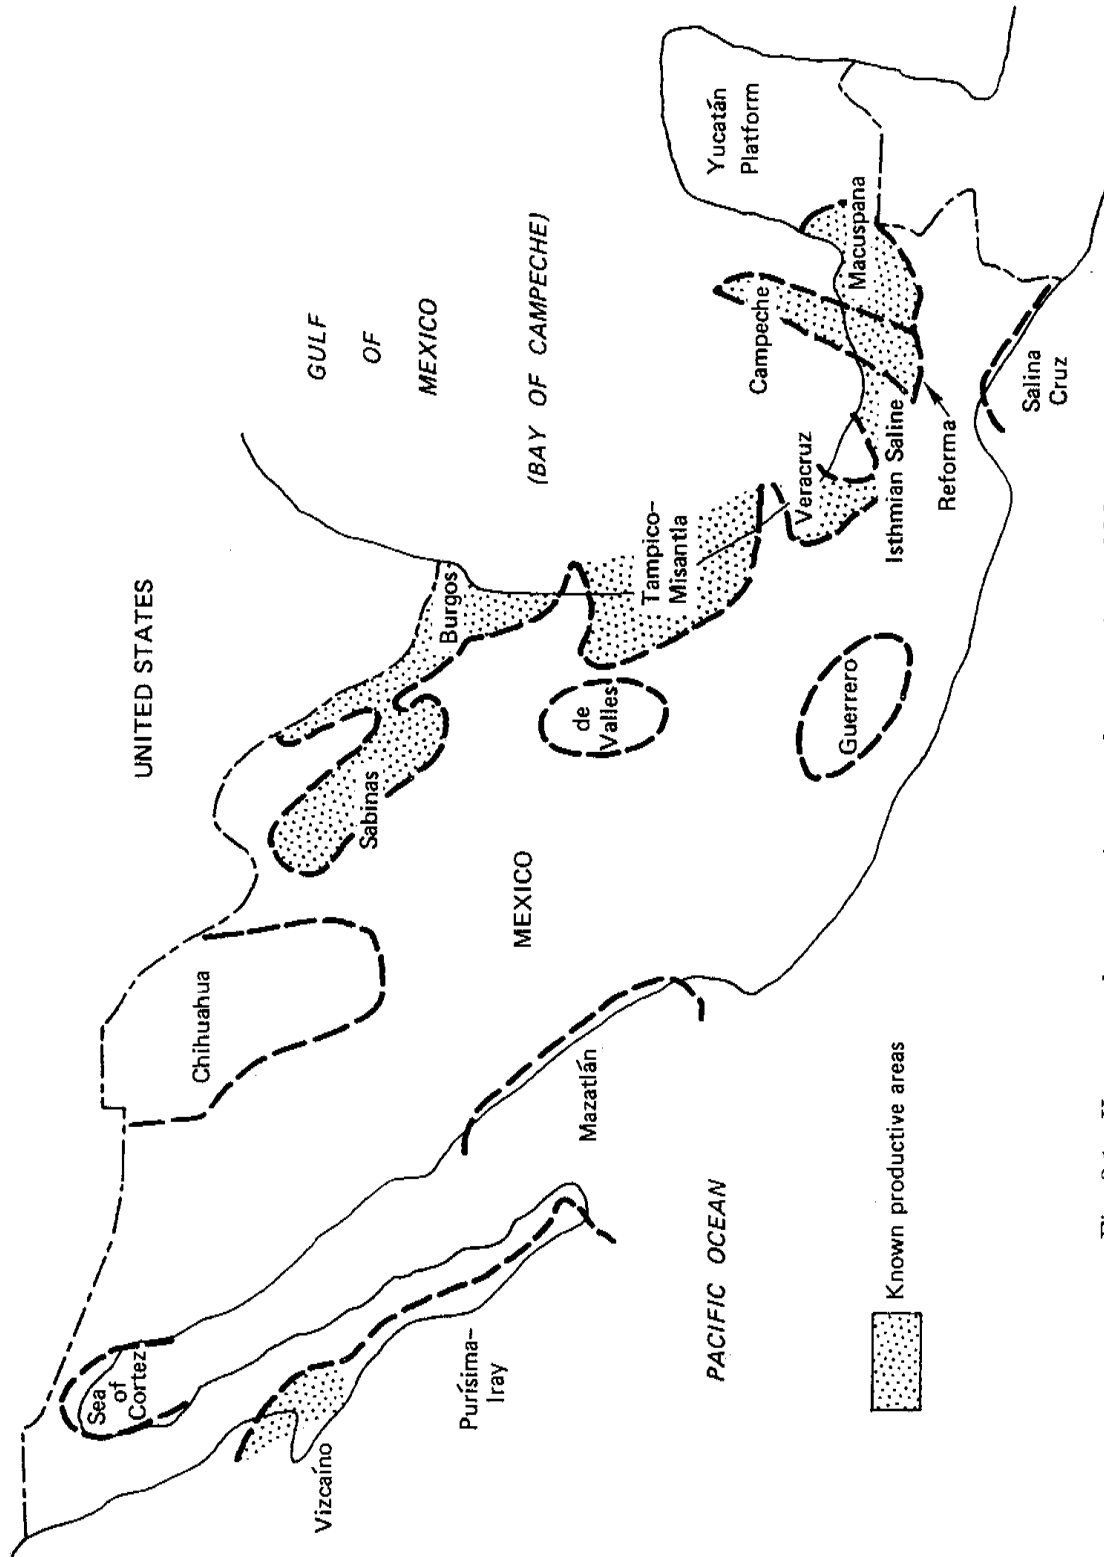 UNITED STATES
GULF
OF
MEXICO
(BAY OF CAMPECHE)
Yucatán
Platform
Chihuahua
Sea
of
Cortez
Sabinas
Burgos
MEXICO
de
Valles
Tampico–
Misantla
Campeche
Macuspana
Veracruz
Isthmian Saline
Reforma
Salina
Cruz
Guerrero
Vizcaíno
Purísima–
Iray
Mazatlán
PACIFIC OCEAN
Known productive areas